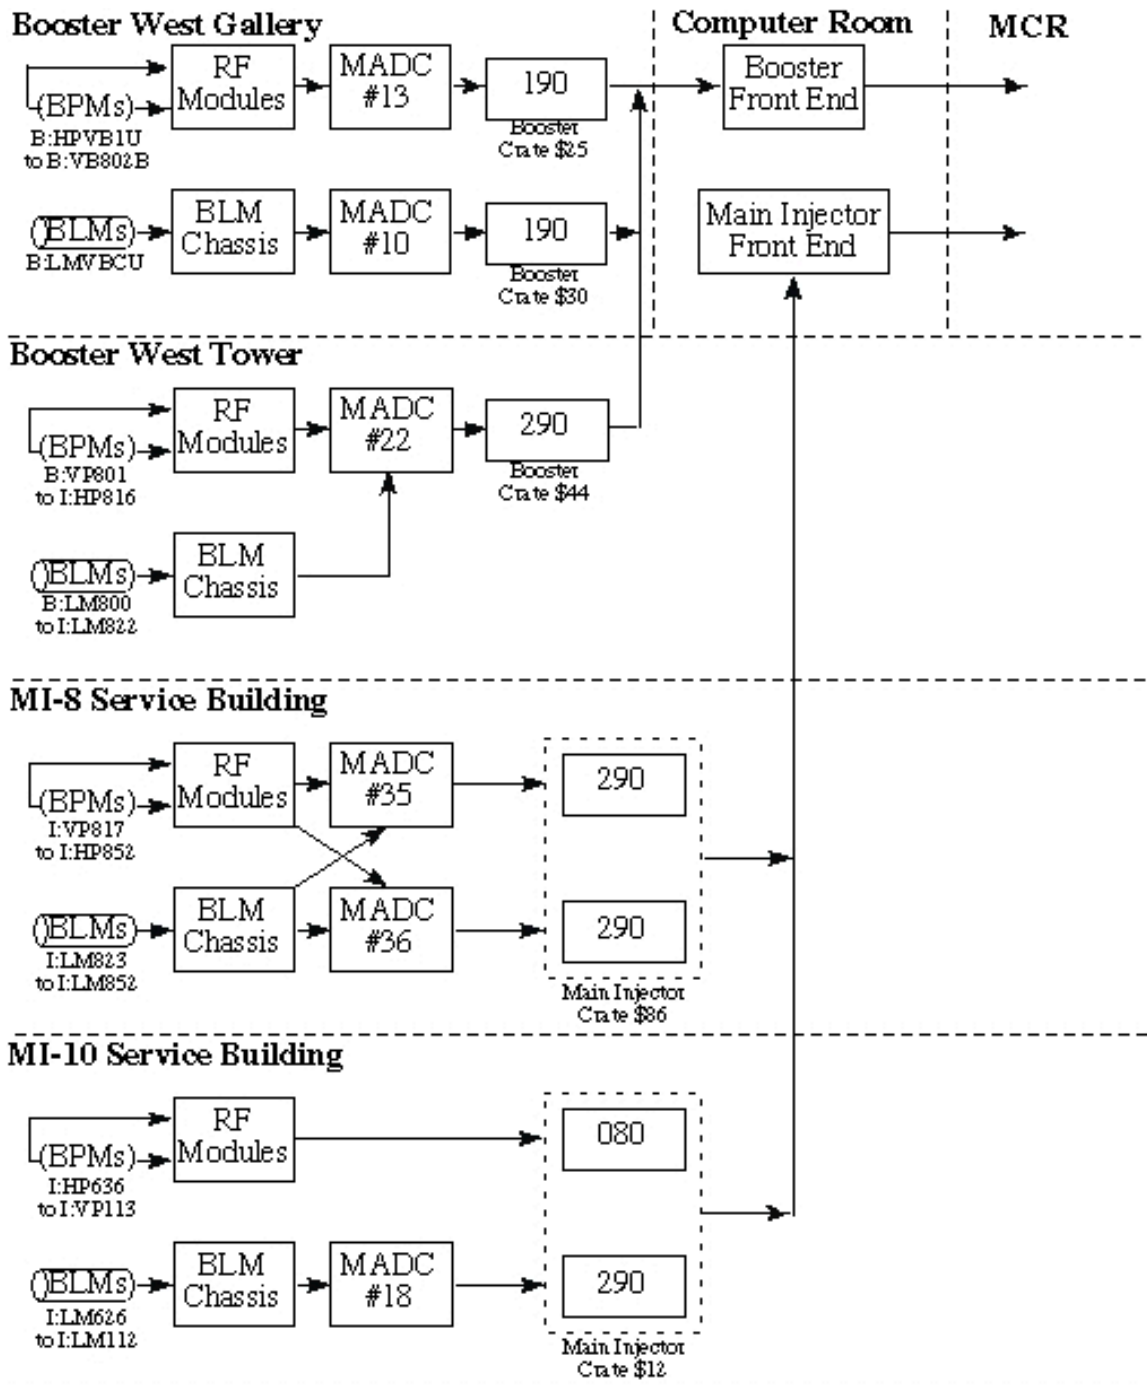 Booster West Gallery
Computer Room
MCR
RF
Modules
MADC
#13
190
Booster
Front End
(BPMs)
B:HPVB1U
to B:VB802B
Booster
Crate $25
BLM
Chassis
MADC
#10
190
Main Injector
Front End
()BLMs)
B:LMVBCU
Booster
Crate $30
Booster West Tower
RF
Modules
MADC
#22
290
(BPMs)
B:VP801
to I:HP816
Booster
Crate $44
BLM
Chassis
()BLMs)
B:LM800
to I:LM822
MI-8 Service Building
RF
Modules
MADC
#35
290
(BPMs)
I:VP817
to I:HP852
BLM
Chassis
MADC
#36
290
()BLMs)
I:LM823
to I:LM852
Main Injector
Crate $86
MI-10 Service Building
RF
Modules
080
(BPMs)
I:HP636
to I:VP113
BLM
Chassis
MADC
#18
290
()BLMs)
I:LM626
to I:LM112
Main Injector
Crate $12